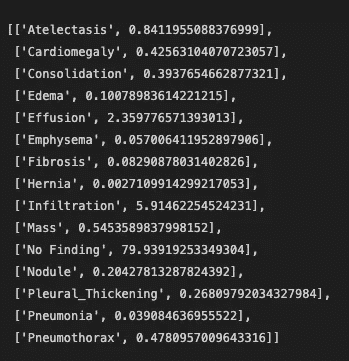 [['Atelectasis', 0.8411955088376999],
['Cardiomegaly', 0.42563104070723057],
['Consolidation', 0.3937654662877321],
['Edema', 0.10078983614221215],
['Effusion', 2.359776571393013],
['Emphysema', 0.057006411952897906],
['Fibrosis', 0.08290878031402826],
['Hernia', 0.0027109914299217053],
['Infiltration', 5.91462254524231],
['Mass', 0.5453589837998152],
['No Finding', 79.93919253349304],
['Nodule', 0.20427813287824392],
['Pleural_Thickening', 0.26809792034327984],
['Pneumonia', 0.039084636955522],
['Pneumothorax', 0.4780957009643316]]